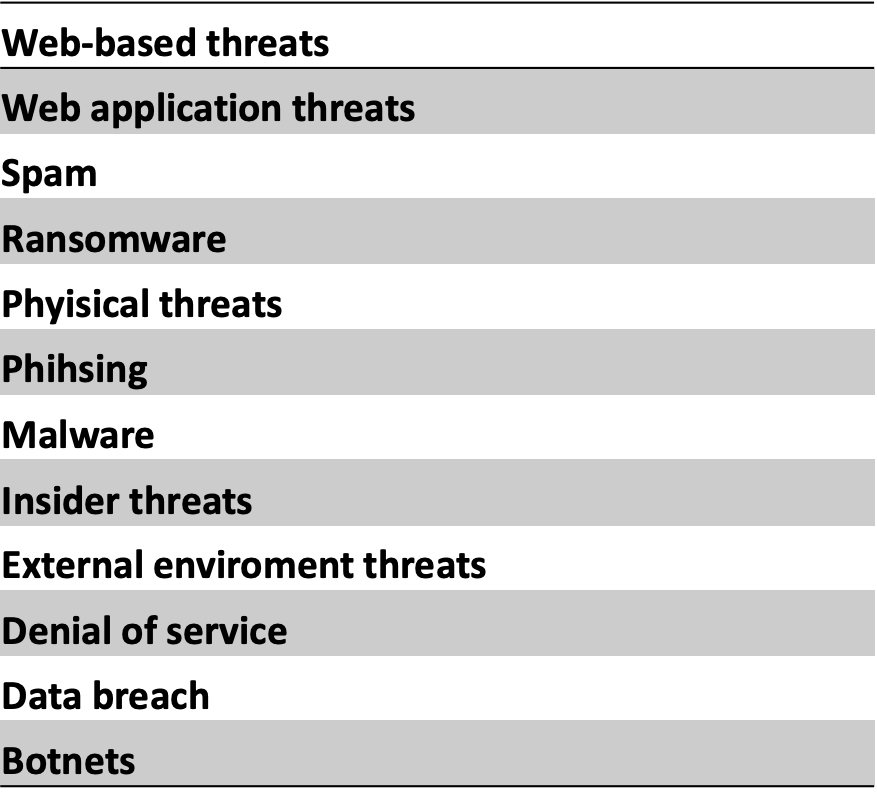 Web-based threats
Web application threats
Spam
Ransomware
Phyisical threats
Phihsing
Malware
Insider threats
External enviroment threats
Denial of service
Data breach
Botnets